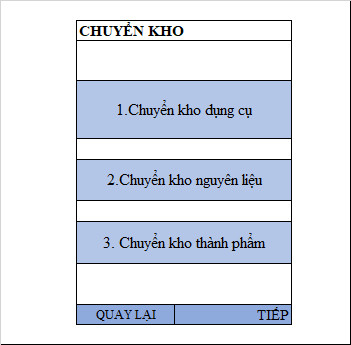 CHUYỂN KHO
1.Chuyển kho dụng cụ
2.Chuyển kho nguyên liệu
3. Chuyển kho thành phẩm
QUAY LẠI TIẾP